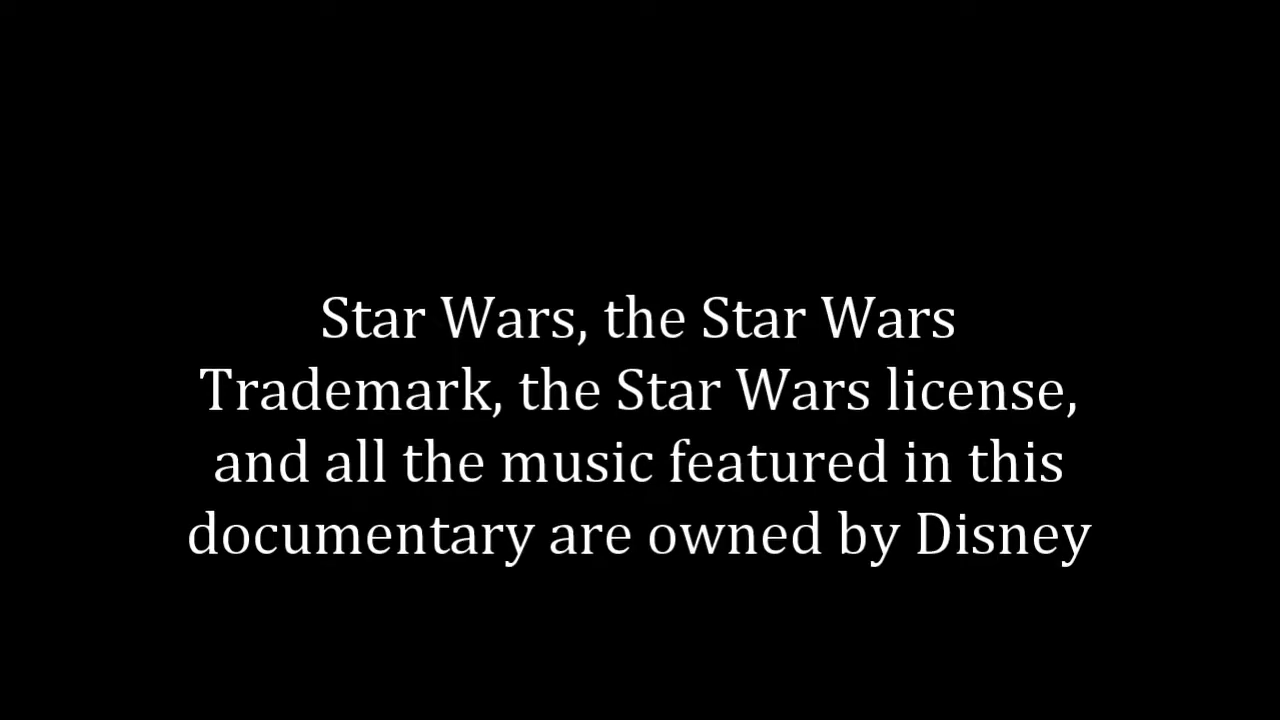 Star Wars, the Star Wars
Trademark, the Star Wars license,
and all the music featured in this
documentary are owned by Disney